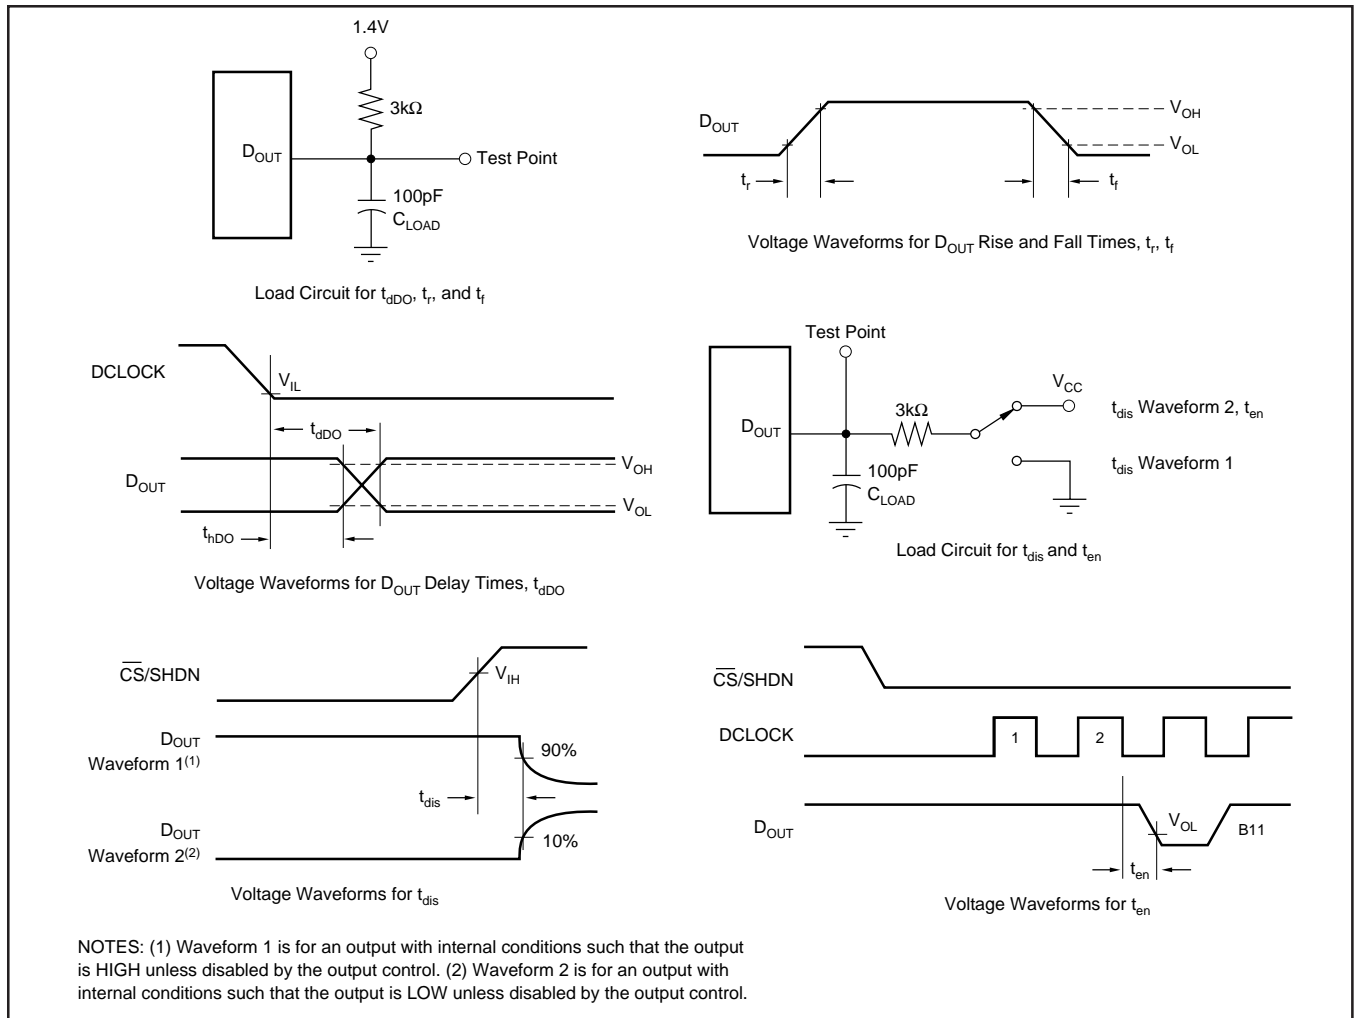 1.4V
3kΩ
DOUT
Test Point
100pF
CLOAD
Load Circuit for tdDO, tr, and tf
DOUT
VOH
VOL
tr
tf
Voltage Waveforms for DOUT Rise and Fall Times, tr, tf
DCLOCK
VIL
tdDO
DOUT
VOH
VOL
thDO
Voltage Waveforms for DOUT Delay Times, tdDO
Test Point
DOUT
3kΩ
VCC
tdis Waveform 2, ten
100pF
CLOAD
tdis Waveform 1
Load Circuit for tdis and ten
C̅S̅/SHDN
VIH
DOUT
Waveform 1(1)
90%
tdis
DOUT
Waveform 2(2)
10%
Voltage Waveforms for tdis
C̅S̅/SHDN
DCLOCK
1
2
DOUT
VOL
B11
ten
Voltage Waveforms for ten
NOTES: (1) Waveform 1 is for an output with internal conditions such that the output
is HIGH unless disabled by the output control. (2) Waveform 2 is for an output with
internal conditions such that the output is LOW unless disabled by the output control.